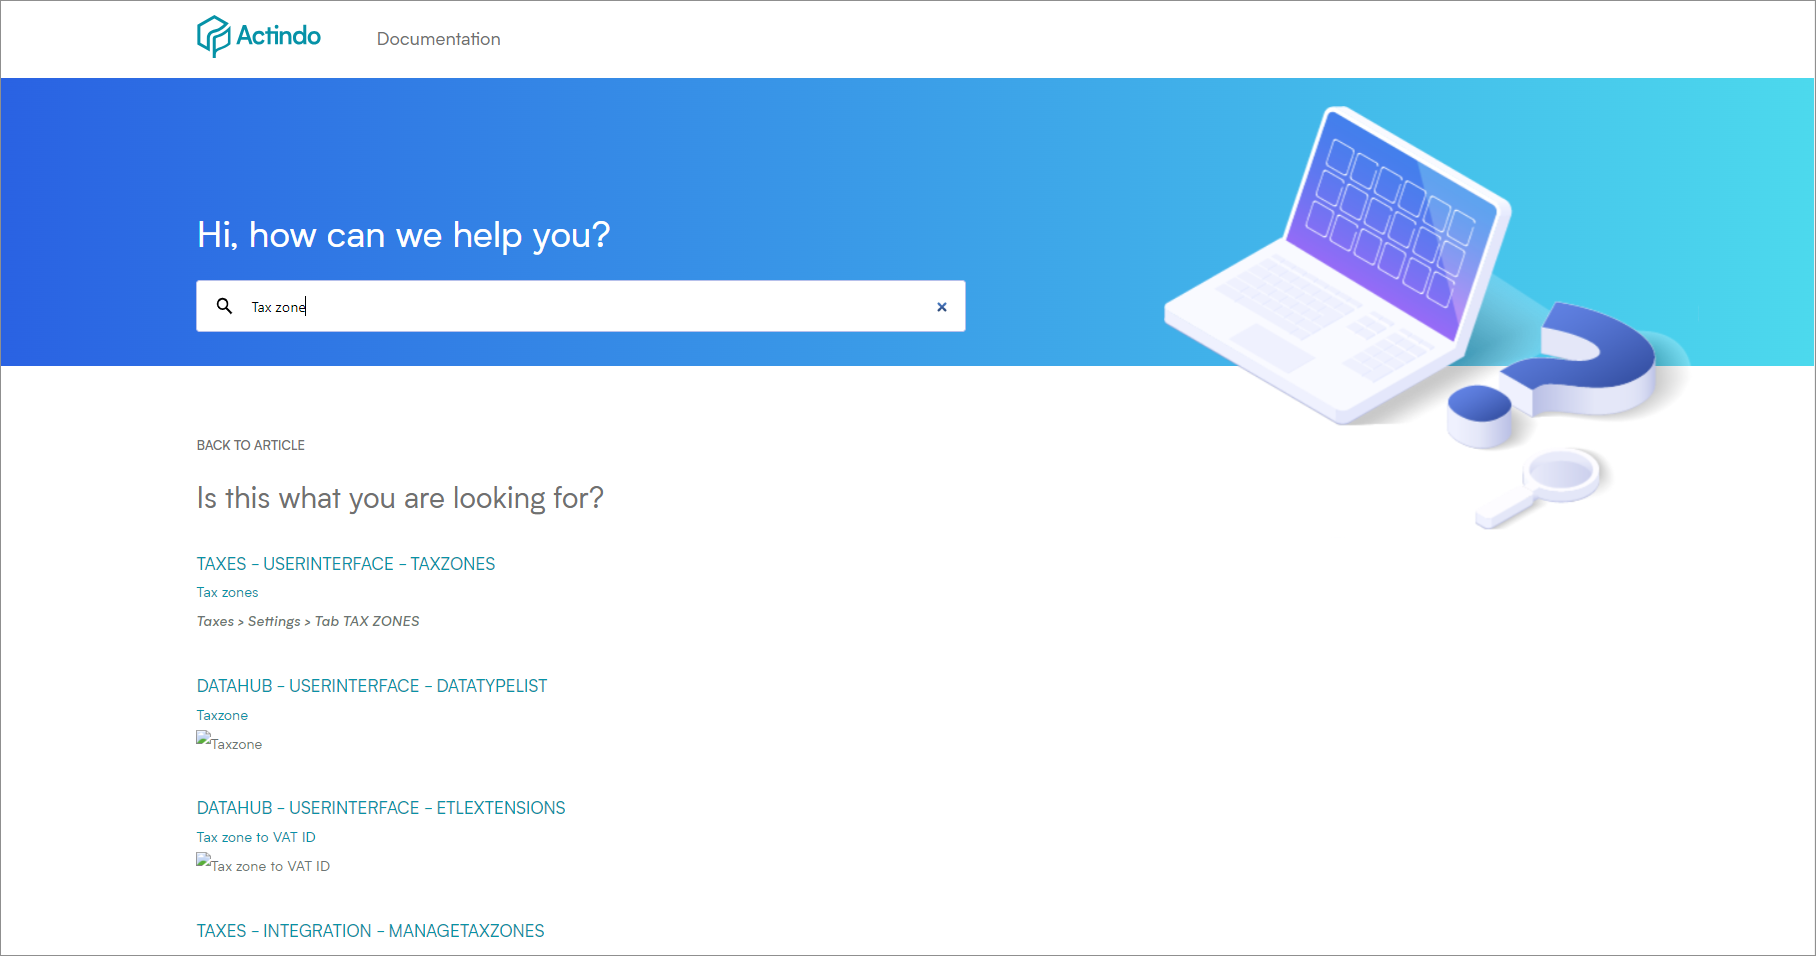 Actindo
Documentation
Hi, how can we help you?
Tax zone
BACK TO ARTICLE
Is this what you are looking for?
TAXES - USERINTERFACE - TAXZONES
Tax zones
Taxes > Settings > Tab TAX ZONES
DATAHUB - USERINTERFACE - DATATYPELIST
Taxzone
Taxzone
DATAHUB - USERINTERFACE - ETLEXTENSIONS
Tax zone to VAT ID
Tax zone to VAT ID
TAXES - INTEGRATION - MANAGETAXZONES